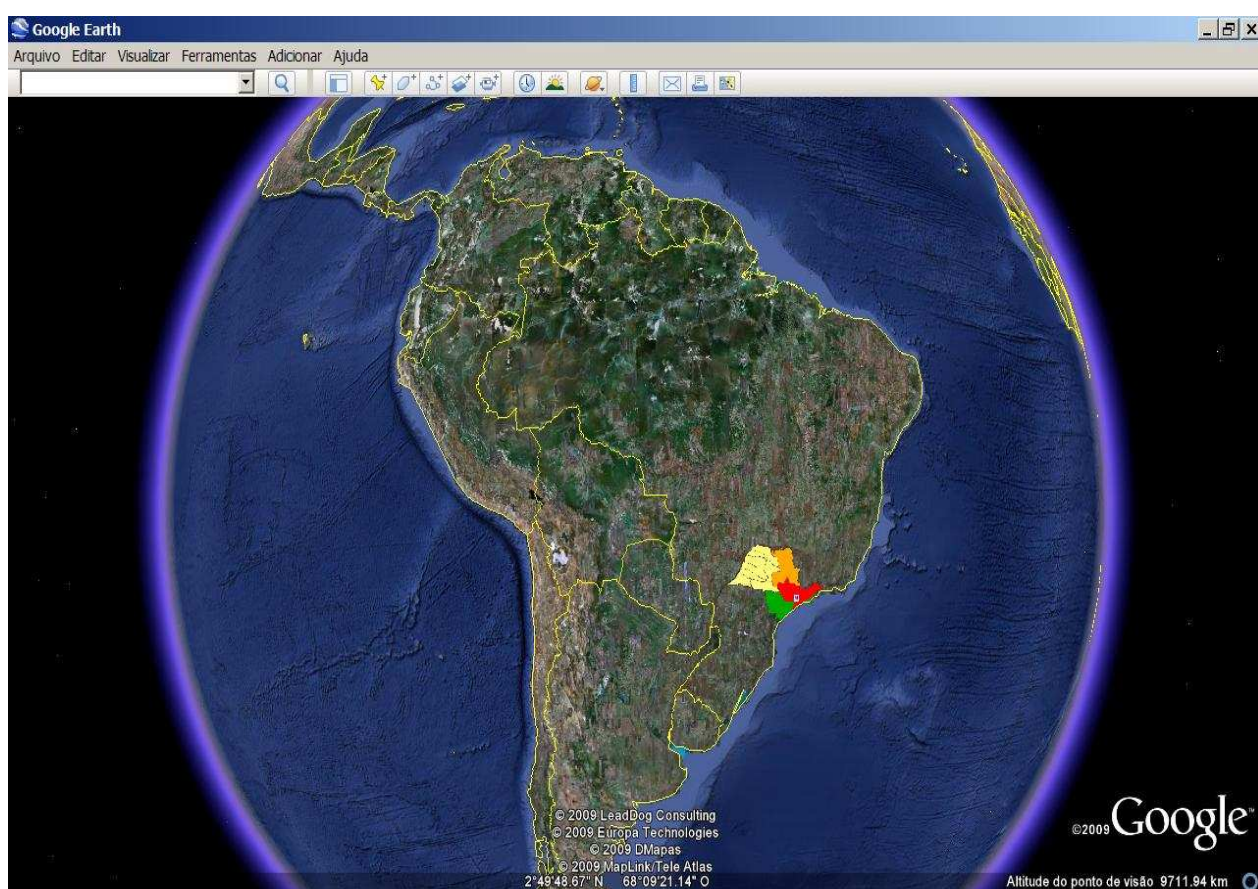 Google Earth
Arquivo Editar Visualizar Ferramentas Adicionar Ajuda
© 2009 LeadDog Consulting
© 2009 Europa Technologies
© 2009 DMapas
© 2009 MapLink/Tele Atlas
©2009 Google™
2°49'48.67" N 68°09'21.14" O
Altitude do ponto de visão 9711.94 km